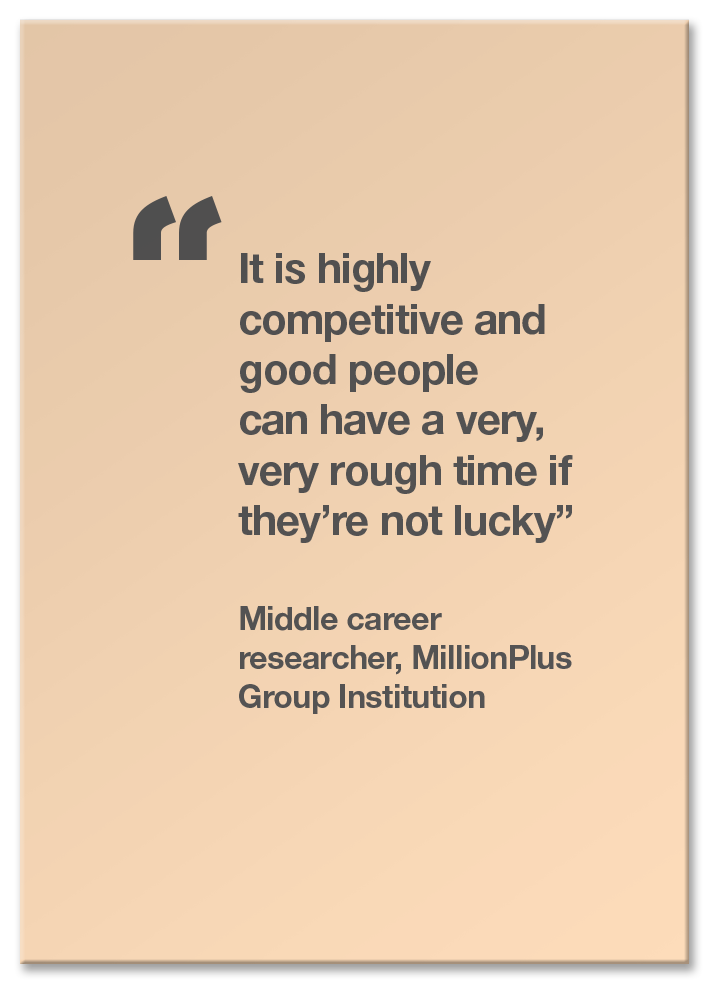 “It is highly
competitive and
good people
can have a very,
very rough time if
they’re not lucky”
Middle career
researcher, MillionPlus
Group Institution